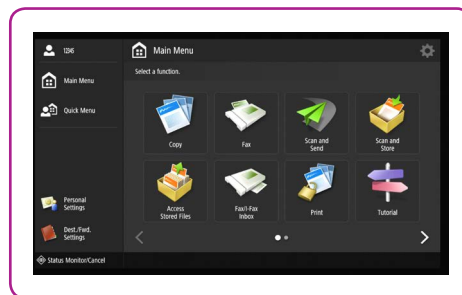 12345
Main Menu
Quick Menu
Personal
Settings
Dest./Fwd.
Settings
Status Monitor/Cancel
Main Menu
Select a function.
Copy
Fax
Scan and
Send
Scan and
Store
Access
Stored Files
Fax/I-Fax
Inbox
Print
Tutorial